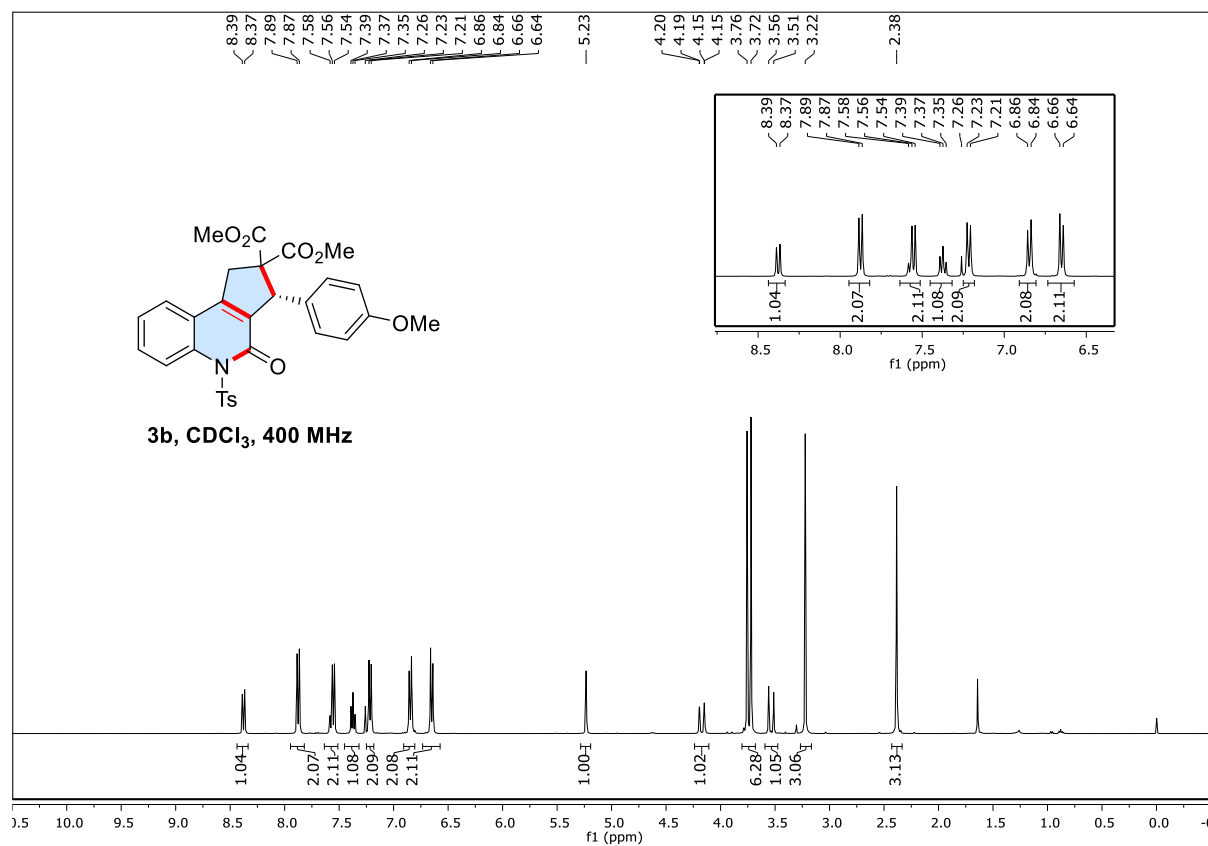 8.39 8.37 7.89 7.87 7.58 7.56 7.54 7.39 7.37 7.35 7.26 7.23 7.21 6.86 6.84 6.66 6.64 5.23 4.20 4.19 4.15 4.15 3.76 3.72 3.56 3.51 3.22 2.38
8.39 8.37 7.89 7.87 7.58 7.56 7.54 7.39 7.37 7.35 7.26 7.23 7.21 6.86 6.84 6.66 6.64
1.04 2.07 2.11 1.08 2.09 2.08 2.11
8.5 8.0 7.5 7.0 6.5
f1 (ppm)
MeO2C
CO2Me
OMe
N
O
Ts
3b, CDCl3, 400 MHz
1.04 2.07 2.11 1.08 2.09 2.08 2.11 1.00 1.02 6.28 1.05 3.06 3.13
10.0 9.5 9.0 8.5 8.0 7.5 7.0 6.5 6.0 5.5 5.0 4.5 4.0 3.5 3.0 2.5 2.0 1.5 1.0 0.5 0.0
f1 (ppm)